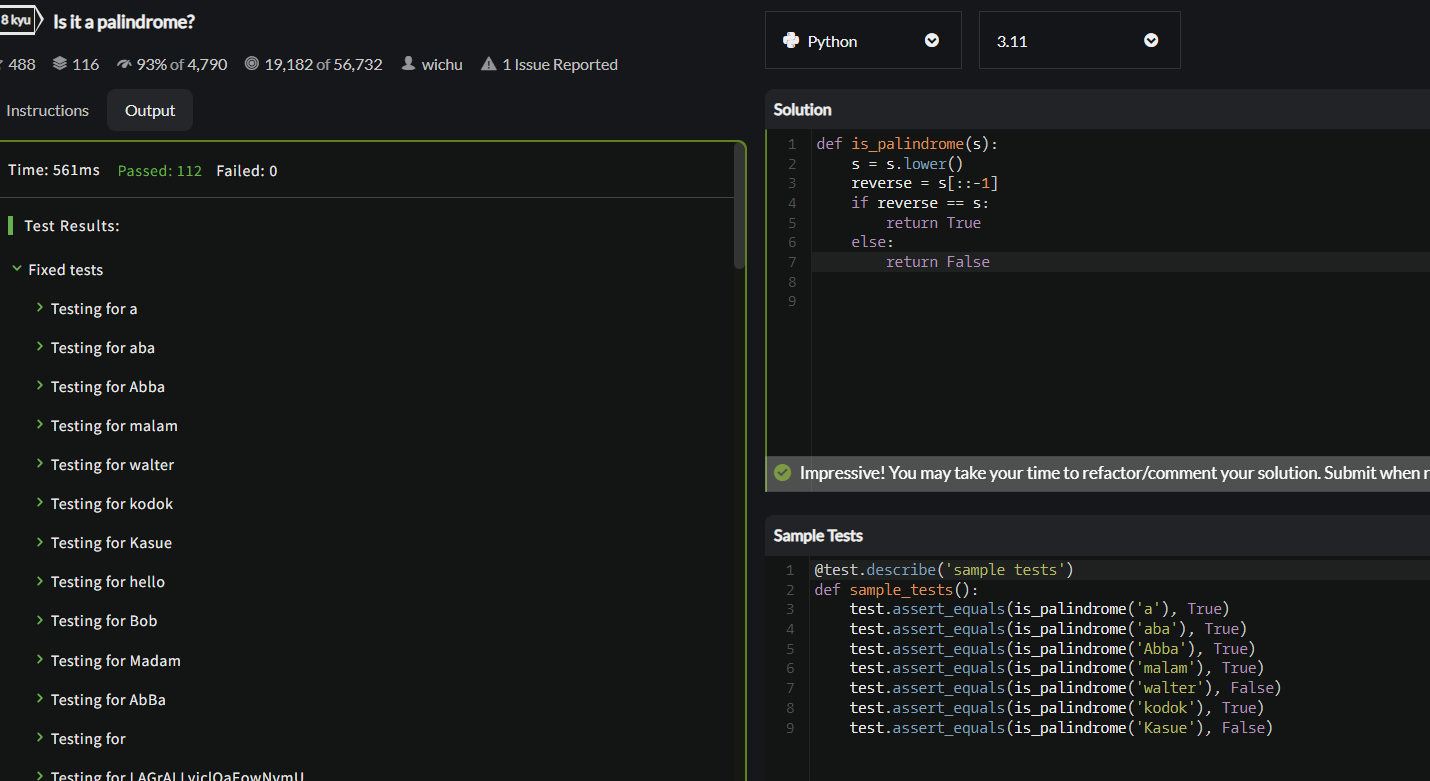 8 kyu Is it a palindrome?
488 116 93% of 4,790 19,182 of 56,732 wichu 1 Issue Reported
Instructions Output
Time: 561ms Passed: 112 Failed: 0
Test Results:
Fixed tests
Testing for a
Testing for aba
Testing for Abba
Testing for malam
Testing for walter
Testing for kodok
Testing for Kasue
Testing for hello
Testing for Bob
Testing for Madam
Testing for AbBa
Testing for
Testing for
Python 3.11
Solution
1 def is_palindrome(s):
2 s = s.lower()
3 reverse = s[::-1]
4 if reverse == s:
5 return True
6 else:
7 return False
8
9
Impressive! You may take your time to refactor/comment your solution. Submit when
Sample Tests
1 @test.describe('sample tests')
2 def sample_tests():
3 test.assert_equals(is_palindrome('a'), True)
4 test.assert_equals(is_palindrome('aba'), True)
5 test.assert_equals(is_palindrome('Abba'), True)
6 test.assert_equals(is_palindrome('malam'), True)
7 test.assert_equals(is_palindrome('walter'), False)
8 test.assert_equals(is_palindrome('kodok'), True)
9 test.assert_equals(is_palindrome('Kasue'), False)